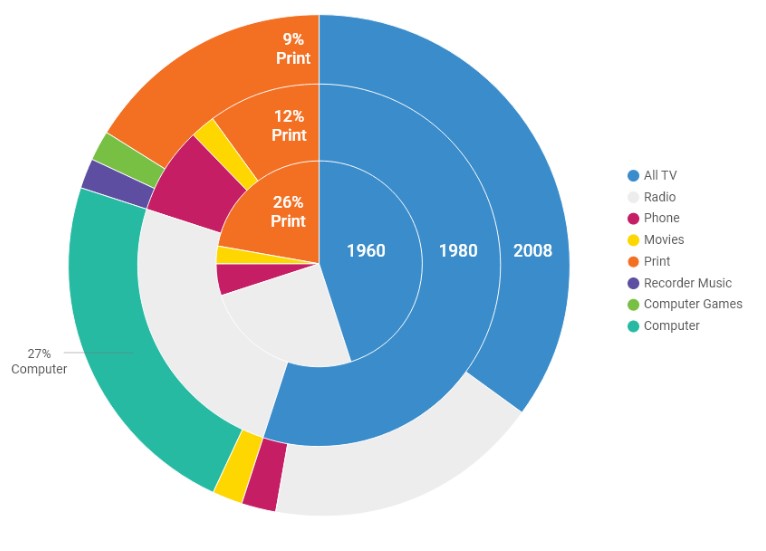 9%
Print
12%
Print
26%
Print
1960
1980
2008
27%
Computer
All TV
Radio
Phone
Movies
Print
Recorder Music
Computer Games
Computer